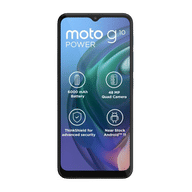 moto g10
POWER
6000 mAh
Battery
48 MP
Quad Camera
ThinkShield for
advanced security
Near Stock
Android™ 11